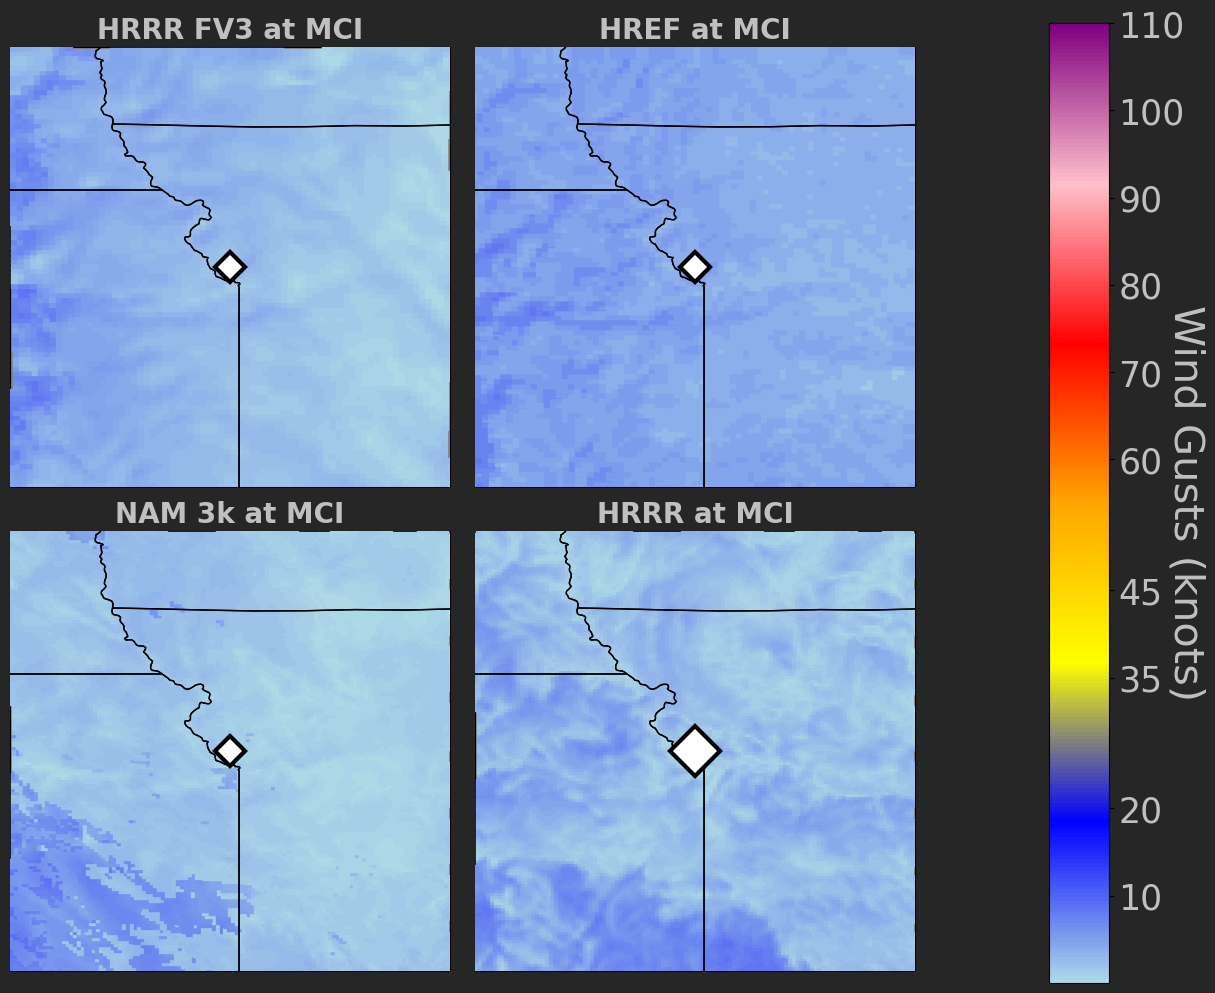 HRRR FV3 at MCI
HREF at MCI
NAM 3k at MCI
HRRR at MCI
110
100
90
80
70
60
45
35
20
10
Wind Gusts (knots)